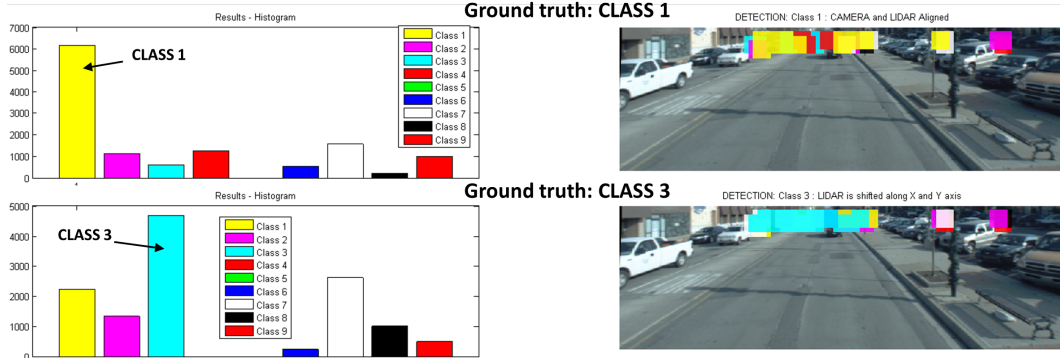 Ground truth: CLASS 1
Results - Histogram
7000
6000
5000
4000
3000
2000
1000
0
CLASS 1
Class 1
Class 2
Class 3
Class 4
Class 5
Class 6
Class 7
Class 8
Class 9
DETECTION: Class 1 : CAMERA and LIDAR Aligned
Ground truth: CLASS 3
Results - Histogram
5000
4000
3000
2000
1000
0
CLASS 3
Class 1
Class 2
Class 3
Class 4
Class 5
Class 6
Class 7
Class 8
Class 9
DETECTION: Class 3 : LIDAR is shifted along X and Y axis